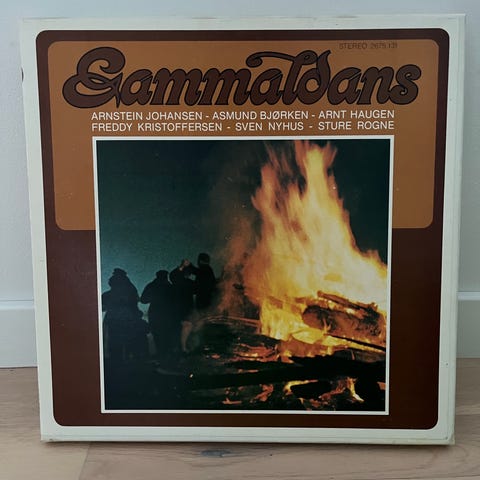 STEREO 2675 131
Gammaldans
ARNSTEIN JOHANSEN - ASMUND BJØRKEN - ARNT HAUGEN
FREDDY KRISTOFFERSEN - SVEN NYHUS - STURE ROGNE